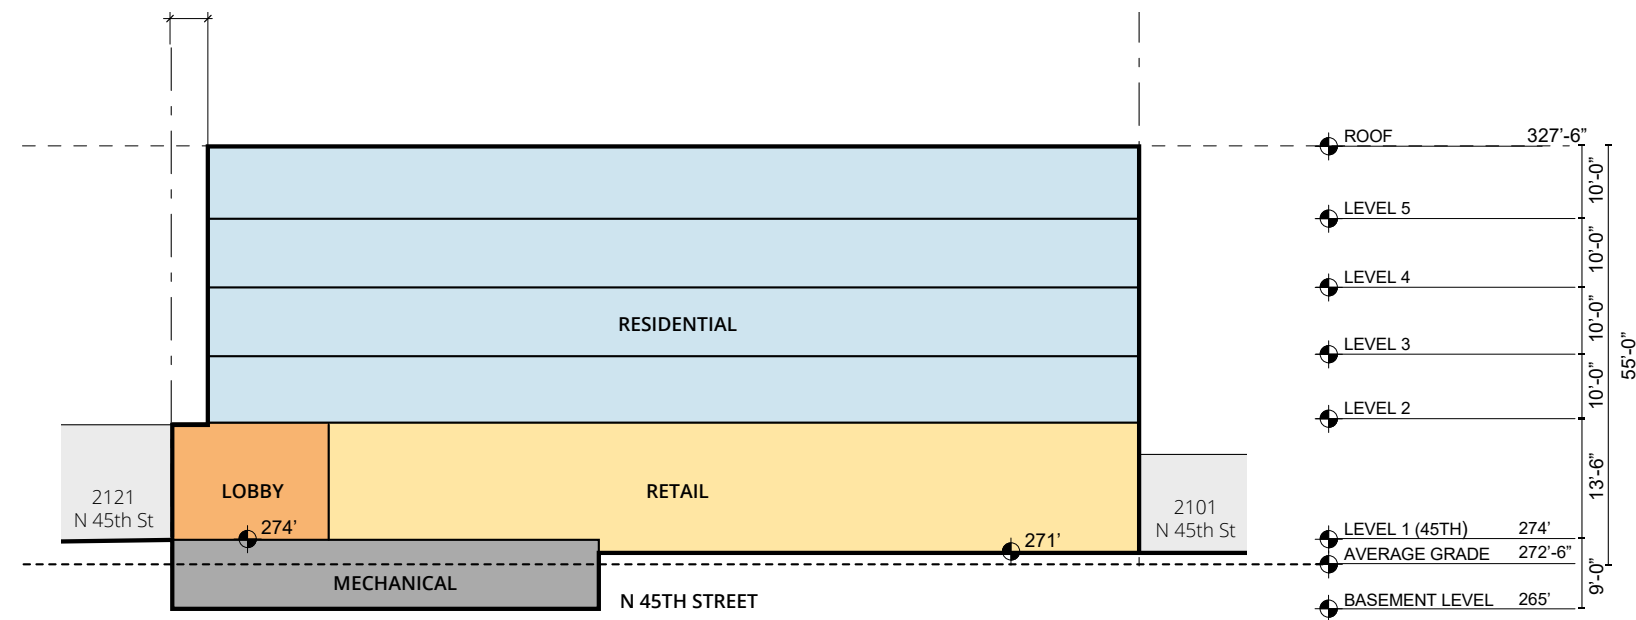 ROOF 327’-6”
10’-0”
LEVEL 5
10’-0”
LEVEL 4
10’-0”
RESIDENTIAL
LEVEL 3
55’-0”
10’-0”
LEVEL 2
13’-6”
2121
N 45th St
LOBBY
RETAIL
2101
N 45th St
274’
271’
LEVEL 1 (45TH) 274’
AVERAGE GRADE 272’-6”
9’-0”
MECHANICAL
N 45TH STREET
BASEMENT LEVEL 265’